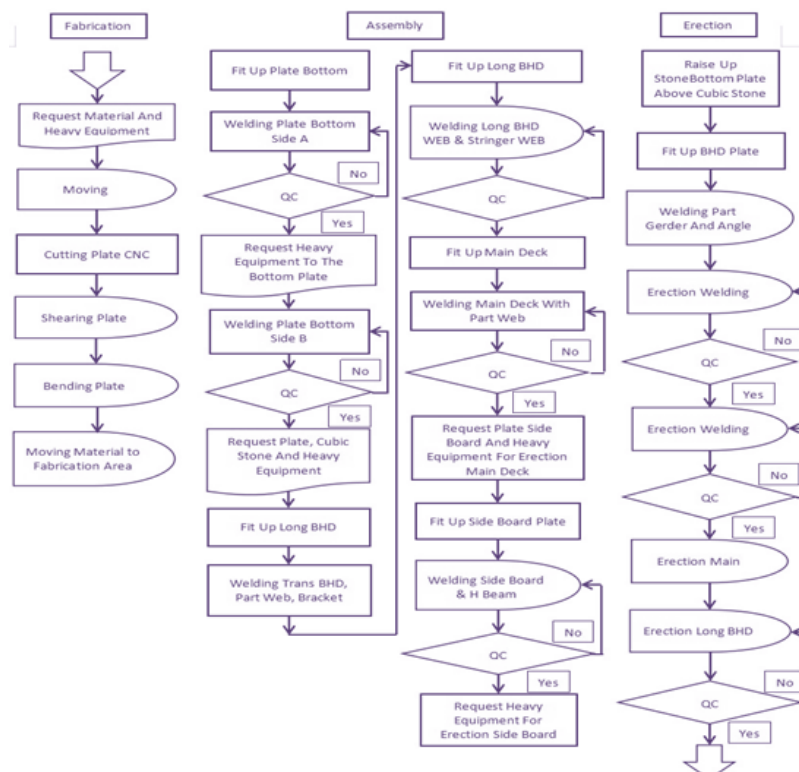 Fabrication
Request Material And
Heavy Equipment
Moving
Cutting Plate CNC
Shearing Plate
Bending Plate
Moving Material to
Fabrication Area
Assembly
Fit Up Plate Bottom
Welding Plate Bottom
Side A
No
QC
Yes
Request Heavy
Equipment To The
Bottom Plate
Welding Plate Bottom
Side B
No
QC
Yes
Request Plate, Cubic
Stone And Heavy
Equipment
Fit Up Long BHD
Welding Trans BHD,
Part Web, Bracket
Fit Up Long BHD
Welding Long BHD
WEB & Stringer WEB
QC
Fit Up Main Deck
Welding Main Deck With
Part Web
No
QC
Yes
Request Plate Side
Board And Heavy
Equipment For Erection
Main Deck
Fit Up Side Board Plate
Welding Side Board
& H Beam
No
QC
Yes
Request Heavy
Equipment For
Erection Side Board
Erection
Raise Up
StoneBottom Plate
Above Cubic Stone
Fit Up BHD Plate
Welding Part
Gerder And Angle
Erection Welding
No
QC
Yes
Erection Welding
No
QC
Yes
Erection Main
Erection Long BHD
No
QC
Yes